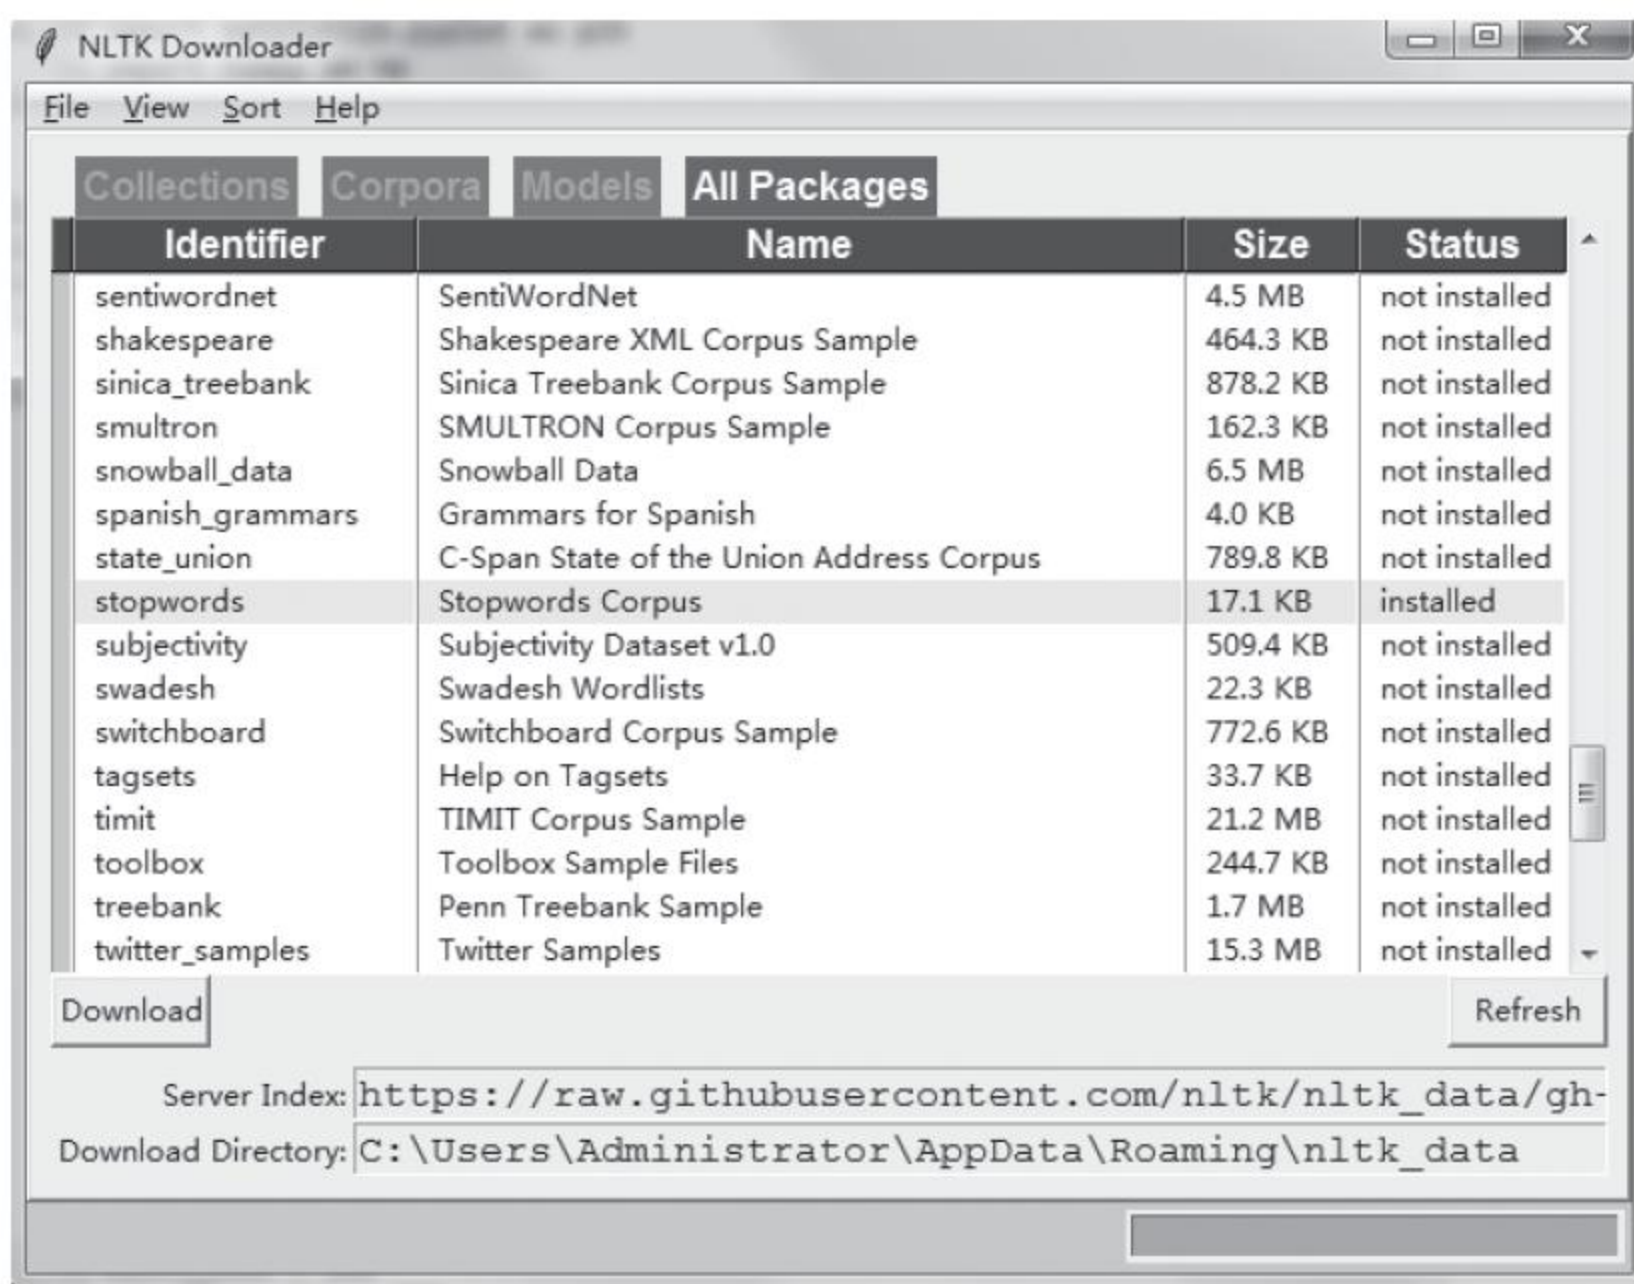 NLTK Downloader
File View Sort Help
Collections Corpora Models All Packages
Identifier Name Size Status
sentiwordnet SentiWordNet 4.5 MB not installed
shakespeare Shakespeare XML Corpus Sample 464.3 KB not installed
sinica_treebank Sinica Treebank Corpus Sample 878.2 KB not installed
smultron SMULTRON Corpus Sample 162.3 KB not installed
snowball_data Snowball Data 6.5 MB not installed
spanish_grammars Grammars for Spanish 4.0 KB not installed
state_union C-Span State of the Union Address Corpus 789.8 KB not installed
stopwords Stopwords Corpus 17.1 KB installed
subjectivity Subjectivity Dataset v1.0 509.4 KB not installed
swadesh Swadesh Wordlists 22.3 KB not installed
switchboard Switchboard Corpus Sample 772.6 KB not installed
tagsets Help on Tagsets 33.7 KB not installed
timit TIMIT Corpus Sample 21.2 MB not installed
toolbox Toolbox Sample Files 244.7 KB not installed
treebank Penn Treebank Sample 1.7 MB not installed
twitter_samples Twitter Samples 15.3 MB not installed
Download Refresh
Server Index: https://raw.githubusercontent.com/nltk/nltk_data/gh-
Download Directory: C:\Users\Administrator\AppData\Roaming\nltk_data